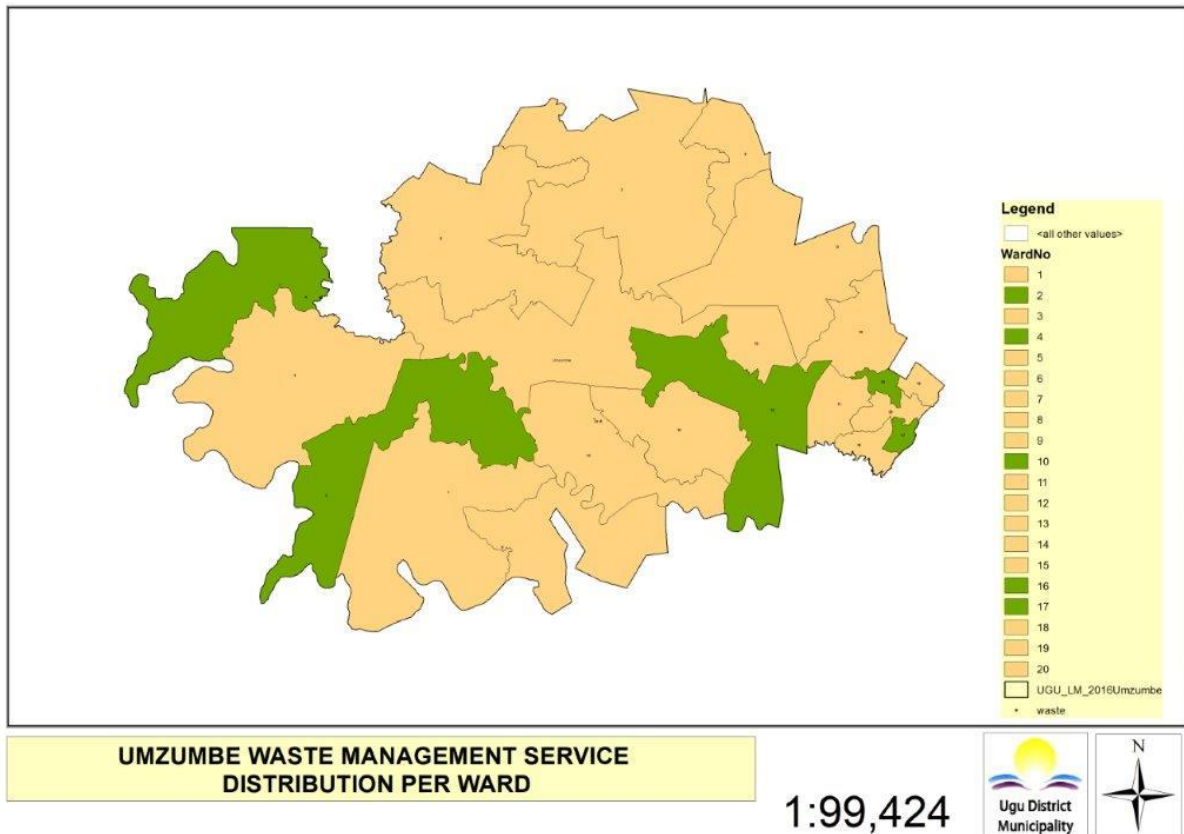 Umzumbe
Legend
<all other values>
WardNo
1
2
3
4
5
6
7
8
9
10
11
12
13
14
15
16
17
18
19
20
UGU_LM_2016Umzumbe
waste
UMZUMBE WASTE MANAGEMENT SERVICE
DISTRIBUTION PER WARD
1:99,424
Ugu District
Municipality
N